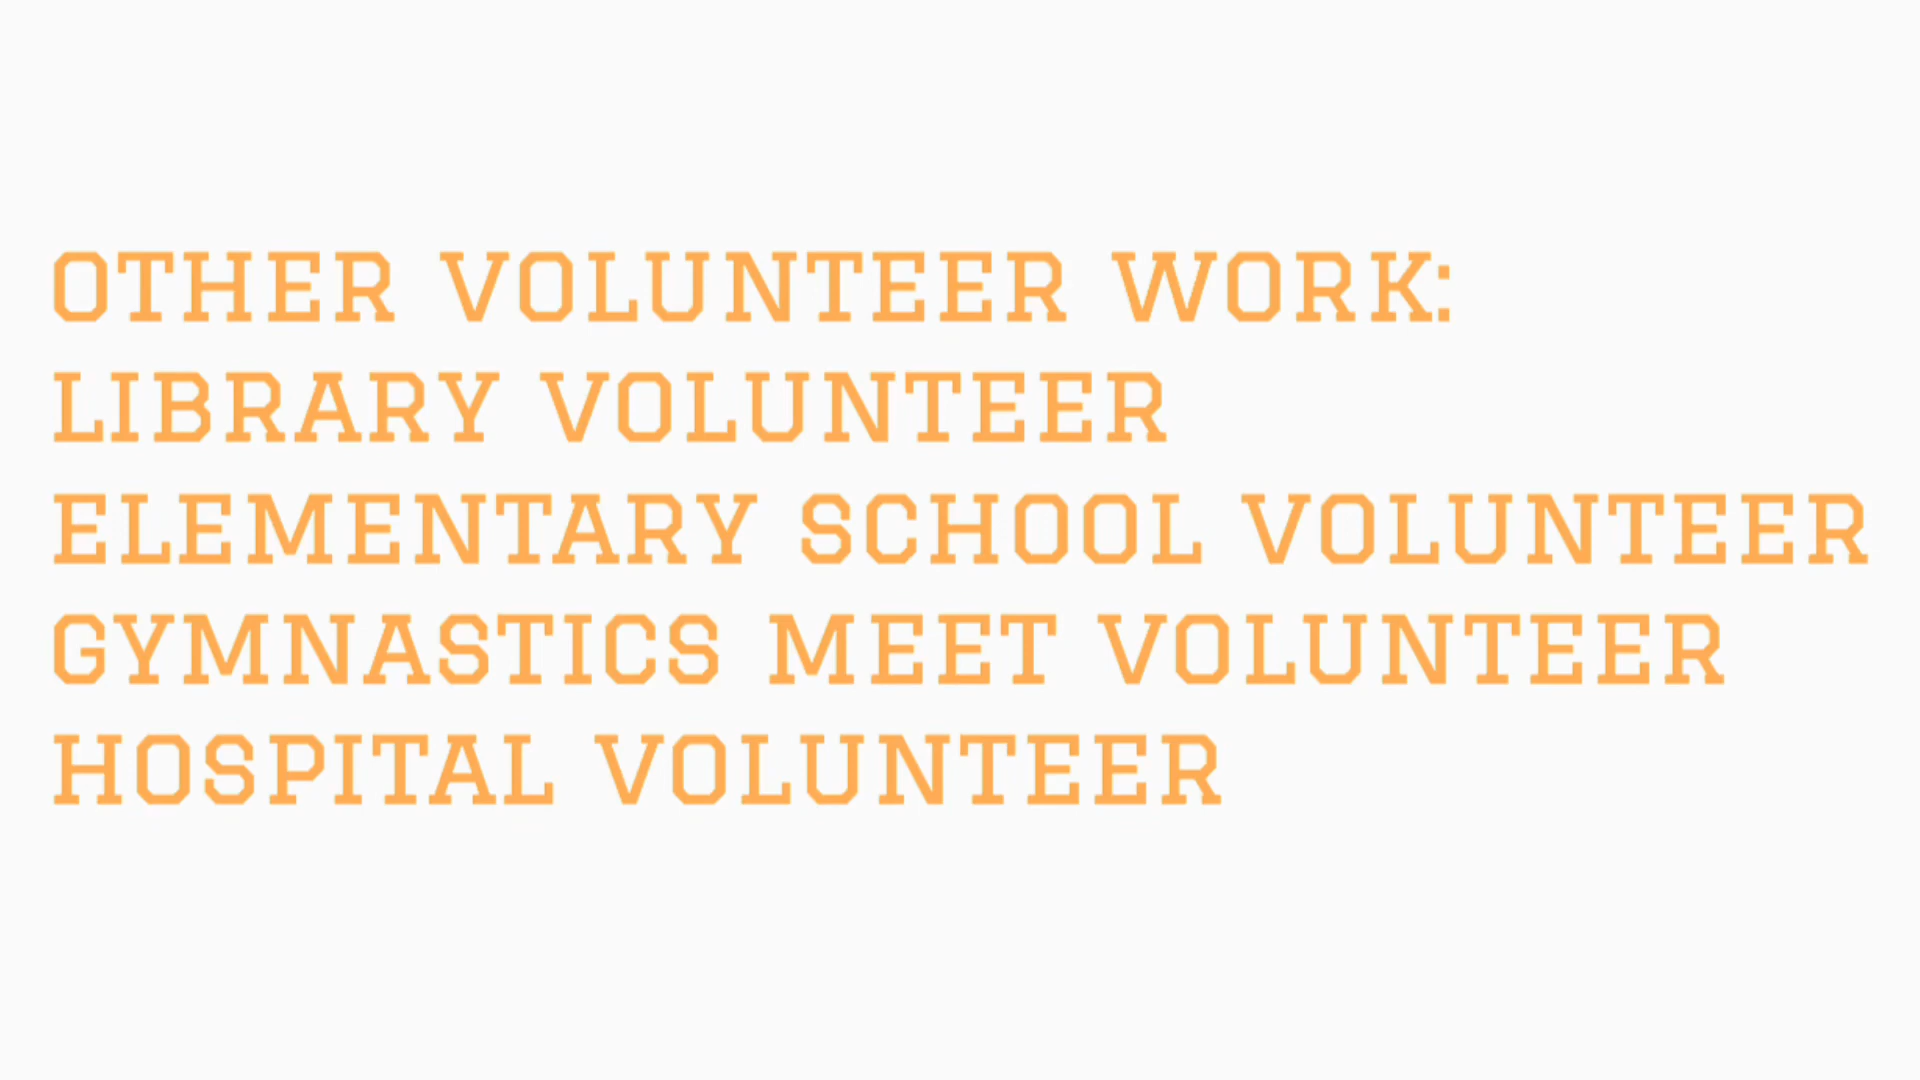 OTHER VOLUNTEER WORK:
LIBRARY VOLUNTEER
ELEMENTARY SCHOOL VOLUNTEER
GYMNASTICS MEET VOLUNTEER
HOSPITAL VOLUNTEER